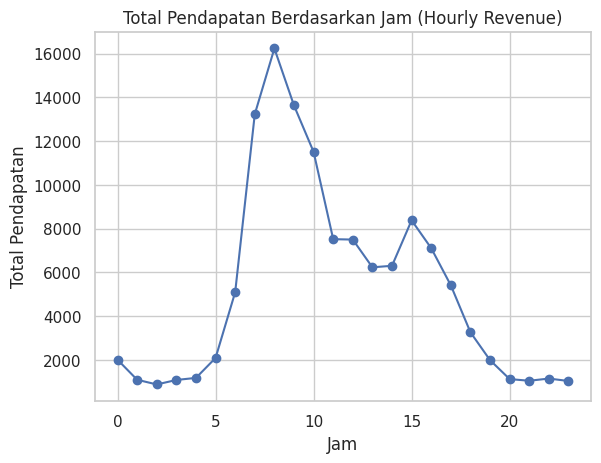 Total Pendapatan Berdasarkan Jam (Hourly Revenue)
Total Pendapatan
16000
14000
12000
10000
8000
6000
4000
2000
0 5 10 15 20
Jam